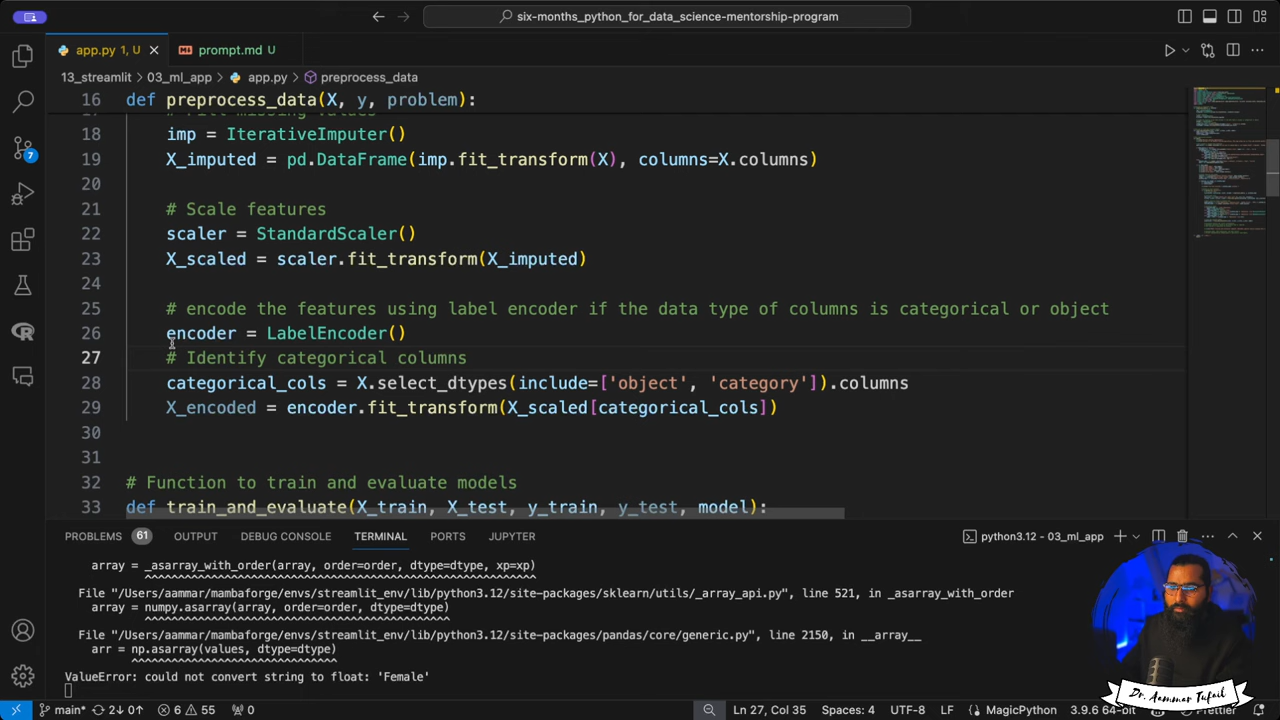 six-months_python_for_data_science-mentorship-program
app.py 1, U
prompt.md U
13_streamlit > 03_ml_app > app.py > preprocess_data
16 def preprocess_data(X, y, problem):
# Fill missing values
18 imp = IterativeImputer()
19 X_imputed = pd.DataFrame(imp.fit_transform(X), columns=X.columns)
20
21 # Scale features
22 scaler = StandardScaler()
23 X_scaled = scaler.fit_transform(X_imputed)
24
25 # encode the features using label encoder if the data type of columns is categorical or object
26 encoder = LabelEncoder()
27 # Identify categorical columns
28 categorical_cols = X.select_dtypes(include=['object', 'category']).columns
29 X_encoded = encoder.fit_transform(X_scaled[categorical_cols])
30
31
32 # Function to train and evaluate models
33 def train_and_evaluate(X_train, X_test, y_train, y_test, model):
7
PROBLEMS 61 OUTPUT DEBUG CONSOLE TERMINAL PORTS JUPYTER
python3.12 - 03_ml_app
array = _asarray_with_order(array, order=order, dtype=dtype, xp=xp)
^^^^^^^^^^^^^^^^^^^^^^^^^^^^^^^^^^^^^^^^^^^^^^^^^^^^^^^^^^^
File "/Users/aammar/mambaforge/envs/streamlit_env/lib/python3.12/site-packages/sklearn/utils/_array_api.py", line 521, in _asarray_with_order
array = numpy.asarray(array, order=order, dtype=dtype)
^^^^^^^^^^^^^^^^^^^^^^^^^^^^^^^^^^^^^^^^^^^^^^
File "/Users/aammar/mambaforge/envs/streamlit_env/lib/python3.12/site-packages/pandas/core/generic.py", line 2150, in __array__
arr = np.asarray(values, dtype=dtype)
^^^^^^^^^^^^^^^^^^^^^^^^^^^^^^^
ValueError: could not convert string to float: 'Female'
Dr. Aammar Tufail
main* 2↓ 0↑ 6 55 0
Ln 27, Col 35 Spaces: 4 UTF-8 LF MagicPython 3.9.6 64-bit Prettier